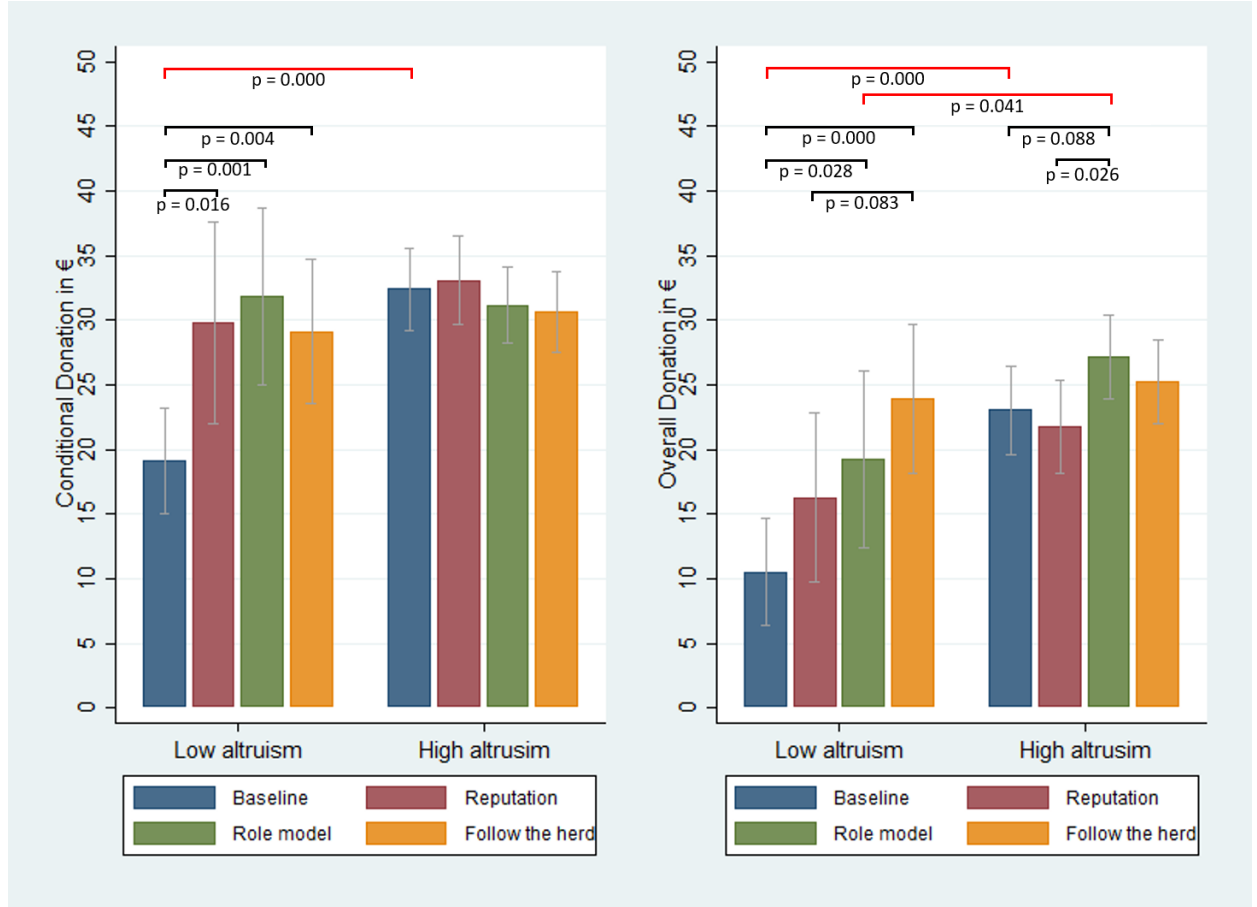 50
45
40
35
30
25
20
15
10
5
0
Conditional Donation in €
p = 0.000
p = 0.004
p = 0.001
p = 0.016
Low altruism High altrusim
Baseline Reputation
Role model Follow the herd
50
45
40
35
30
25
20
15
10
5
0
Overall Donation in €
p = 0.000
p = 0.041
p = 0.000
p = 0.088
p = 0.028
p = 0.026
p = 0.083
Low altruism High altrusim
Baseline Reputation
Role model Follow the herd